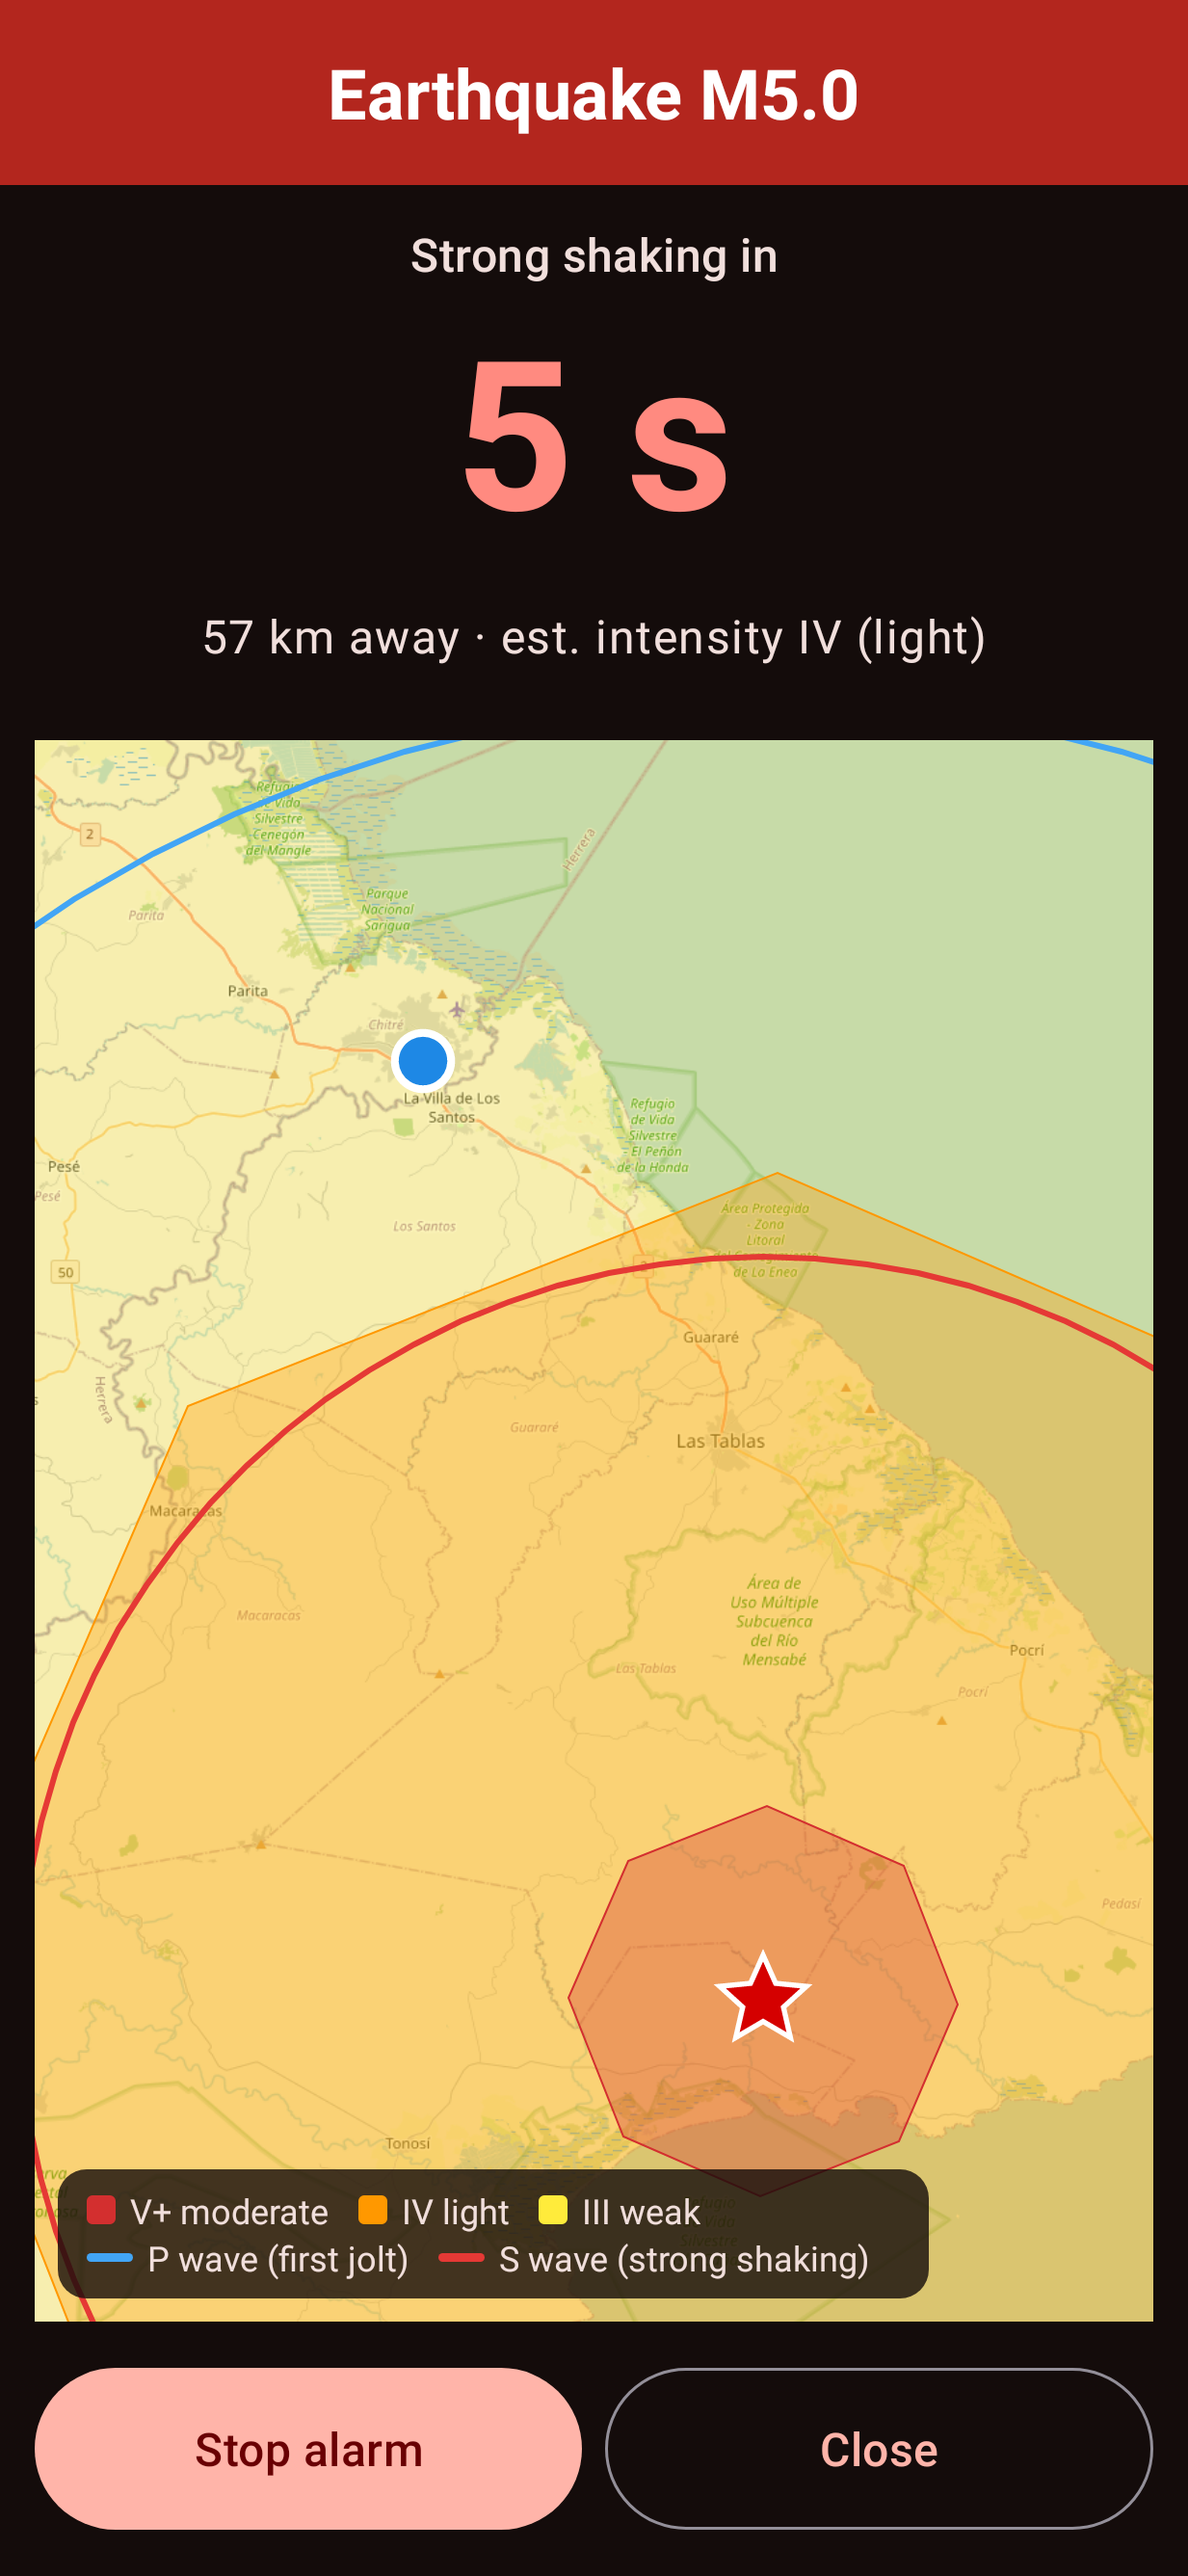 Earthquake M5.0
Strong shaking in
5 s
57 km away · est. intensity IV (light)
Refugio
de Vida
Silvestre
Cenegón
del Mangle
2
Herrera
Parque
Nacional
Sarigua
Parita
Parita
Chitré
La Villa de Los
Santos
Refugio
de Vida
Silvestre
El Peñón
de la Honda
Pesé
Pesé
Los Santos
Área Protegida
- Zona
Litoral
del Corregimiento
de La Enea
50
2
Guararé
Herrera
Guararé
Las Tablas
Macaracas
Área de
Uso Múltiple
Subcuenca
del Río
Mensabé
Macaracas
Las Tablas
Pocrí
Pocrí
Pedasí
Tonosí
V+ moderate
IV light
III weak
P wave (first jolt)
S wave (strong shaking)
Stop alarm
Close